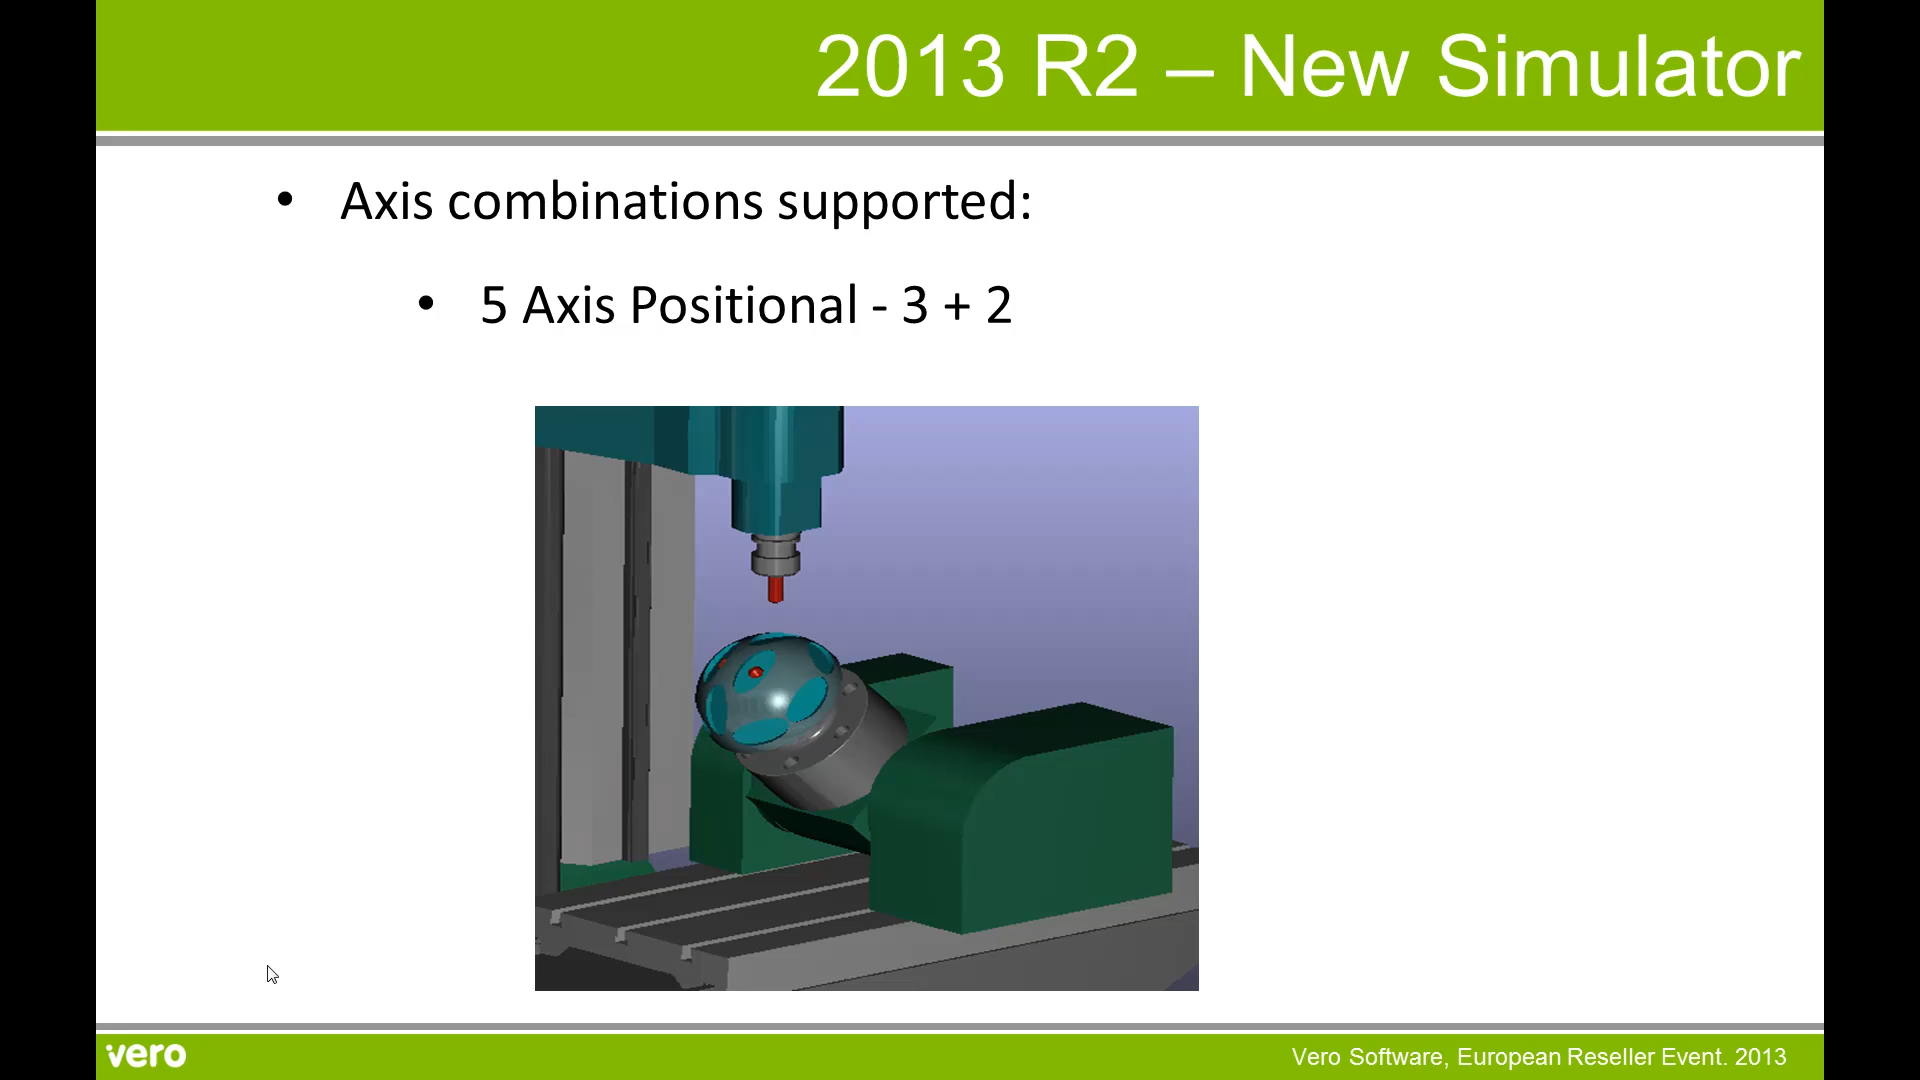 2013 R2 – New Simulator
• Axis combinations supported:
• 5 Axis Positional - 3 + 2
vero
Vero Software, European Reseller Event. 2013